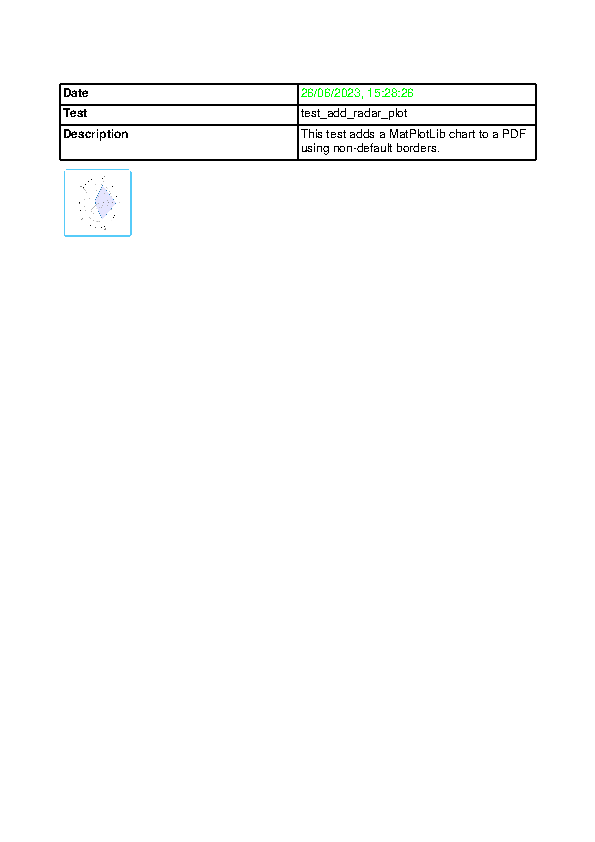 Date
26/06/2023, 15:28:26
Test
test_add_radar_plot
Description
This test adds a MatPlotLib chart to a PDF
using non-default borders.